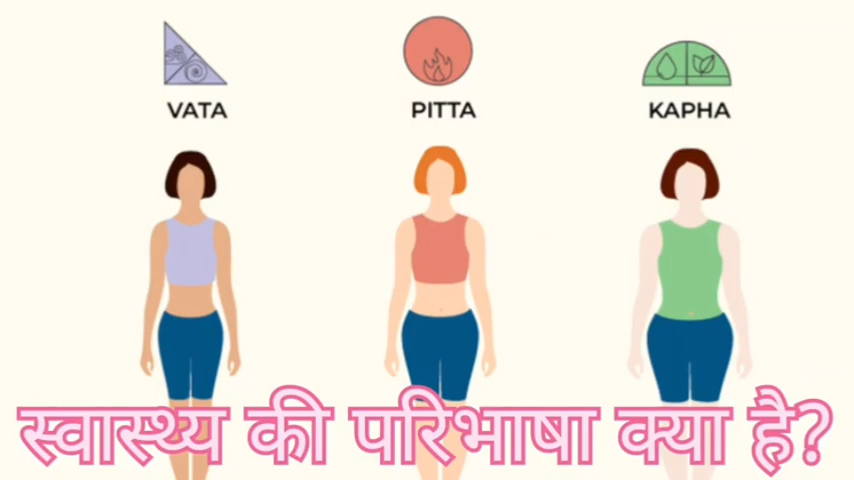 VATA PITTA KAPHA
स्वास्थ्य की परिभाषा क्या है?